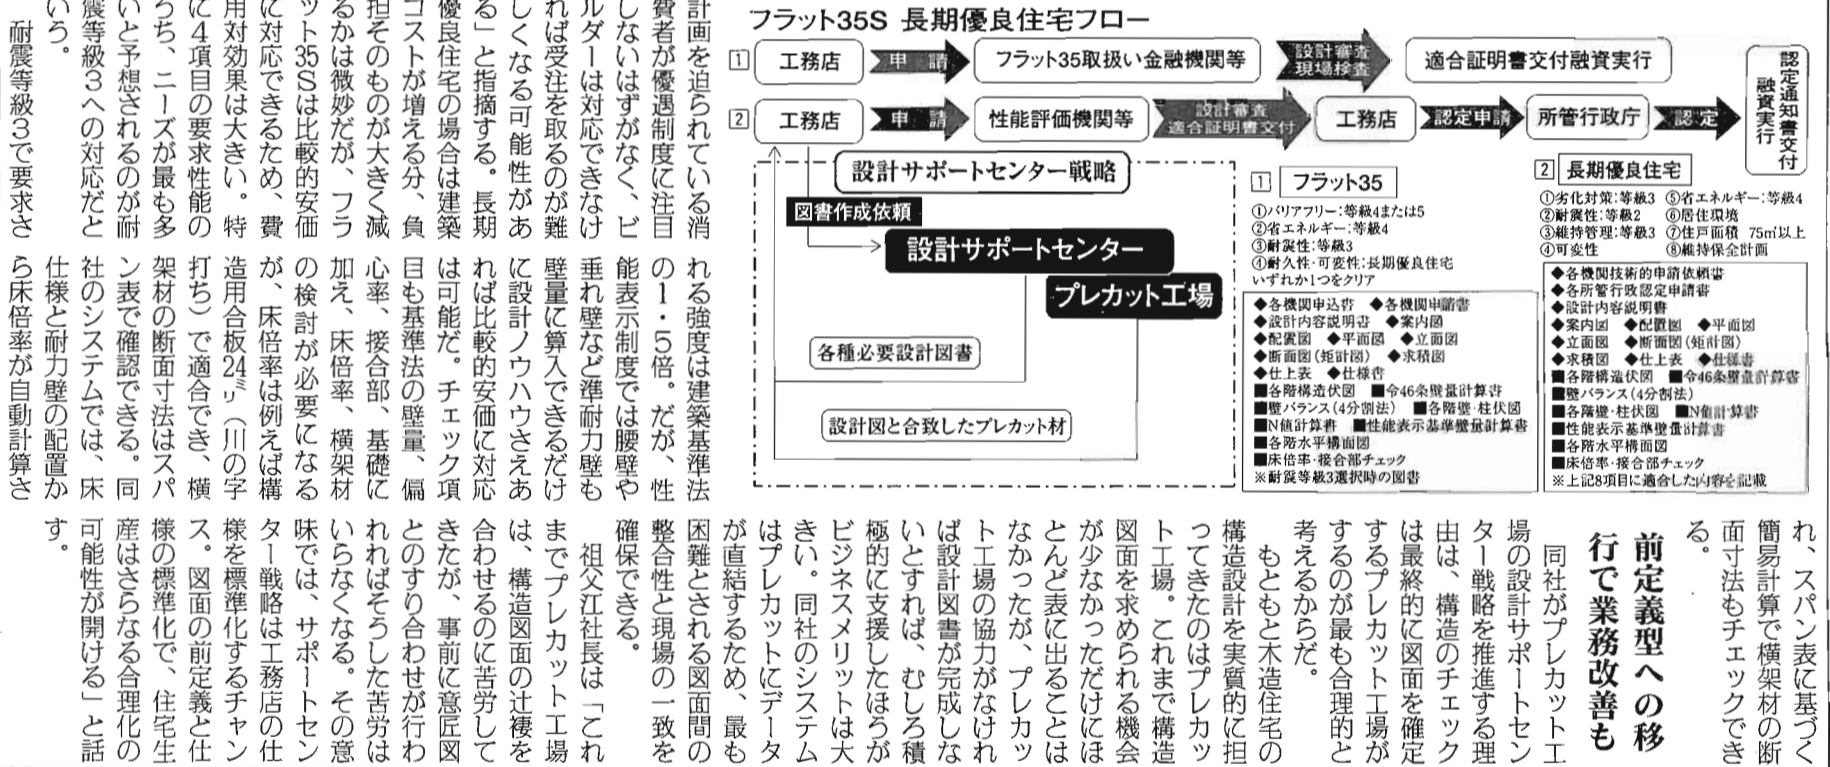 フラット35S 長期優良住宅フロー
1 工務店 申請 フラット35取扱い金融機関等 設計審査 現場検査 適合証明書交付融資実行
2 工務店 申請 性能評価機関等 設計審査 適合証明書交付 工務店 認定申請 所管行政庁 認定
認定通知書交付
融資実行
設計サポートセンター戦略
図書作成依頼
設計サポートセンター
プレカット工場
各種必要設計図書
設計図と合致したプレカット材
1 フラット35
①バリアフリー:等級4または5
②省エネルギー:等級4
③耐震性:等級3
④耐久性・可変性:長期優良住宅
いずれか1つをクリア
◆各機関申込書 ◆各機関申請書
◆設計内容説明書 ◆案内図
◆配置図 ◆平面図 ◆立面図
◆断面図(矩計図) ◆求積図
◆仕上表 ◆仕様書
■各階構造伏図 ■令46条壁量計算書
■壁バランス(4分割法) ■各階壁・柱伏図
■N値計算書 ■性能表示基準壁量計算書
■各階水平構面図
■床倍率・接合部チェック
※耐震等級3選択時の図書
2 長期優良住宅
①劣化対策:等級3 ⑤省エネルギー:等級4
②耐震性:等級2 ⑥居住環境
③維持管理:等級3 ⑦住戸面積 75㎡以上
④可変性 ⑧維持保全計画
◆各機関技術的申請依頼書
◆各所管行政認定申請書
◆設計内容説明書
◆案内図 ◆配置図 ◆平面図
◆立面図 ◆断面図(矩計図)
◆求積図 ◆仕上表 ◆仕様書
■各階構造伏図 ■令46条壁量計算書
■壁バランス(4分割法)
■各階壁・柱伏図 ■N値計算書
■性能表示基準壁量計算書
■各階水平構面図
■床倍率・接合部チェック
※上記8項目に適合した内容を記載
計画を迫られている消
費者が優遇制度に注目
しないはずがなく、ビ
ルダーは対応できなけ
れば受注を取るのが難
しくなる可能性があ
る」と指摘する。長期
優良住宅の場合は建築
コストが増える分、負
担そのものが大きく減
るかは微妙だが、フラ
ット35Sは比較的安価
に対応できるため、費
用対効果は大きい。特
に4項目の要求性能の
うち、ニーズが最も多
いと予想されるのが耐
震等級3への対応だと
いう。
耐震等級3で要求さ
れる強度は建築基準法
の1・5倍。だが、性
能表示制度では腰壁や
垂れ壁など準耐力壁も
壁量に算入できるだけ
に設計ノウハウさえあ
れば比較的安価に対応
は可能だ。チェック項
目も基準法の壁量、偏
心率、接合部、基礎に
加え、床倍率、横架材
の検討が必要になる
が、床倍率は例えば構
造用合板24㍉(川の字
打ち)で適合でき、横
架材の断面寸法はスパ
ン表で確認できる。同
社のシステムでは、床
仕様と耐力壁の配置か
ら床倍率が自動計算さ
れ、スパン表に基づく
簡易計算で横架材の断
面寸法もチェックでき
る。
前定義型への移
行で業務改善も
同社がプレカット工
場の設計サポートセン
ター戦略を推進する理
由は、構造のチェック
は最終的に図面を確定
するプレカット工場が
するのが最も合理的と
考えるからだ。
もともと木造住宅の
構造設計を実質的に担
ってきたのはプレカッ
ト工場。これまで構造
図面を求められる機会
が少なかっただけにほ
とんど表に出ることは
なかったが、プレカッ
ト工場の協力がなけれ
ば設計図書が完成しな
いとすれば、むしろ積
極的に支援したほうが
ビジネスメリットは大
きい。同社のシステム
はプレカットにデータ
が直結するため、最も
困難とされる図面間の
整合性と現場の一致を
確保できる。
祖父江社長は「これ
までプレカット工場
は、構造図面の辻褄を
合わせるのに苦労して
きたが、事前に意匠図
とのすり合わせが行わ
れればそうした苦労は
いらなくなる。その意
味では、サポートセン
ター戦略は工務店の仕
様を標準化するチャン
ス。図面の前定義と仕
様の標準化で、住宅生
産はさらなる合理化の
可能性が開ける」と話
す。